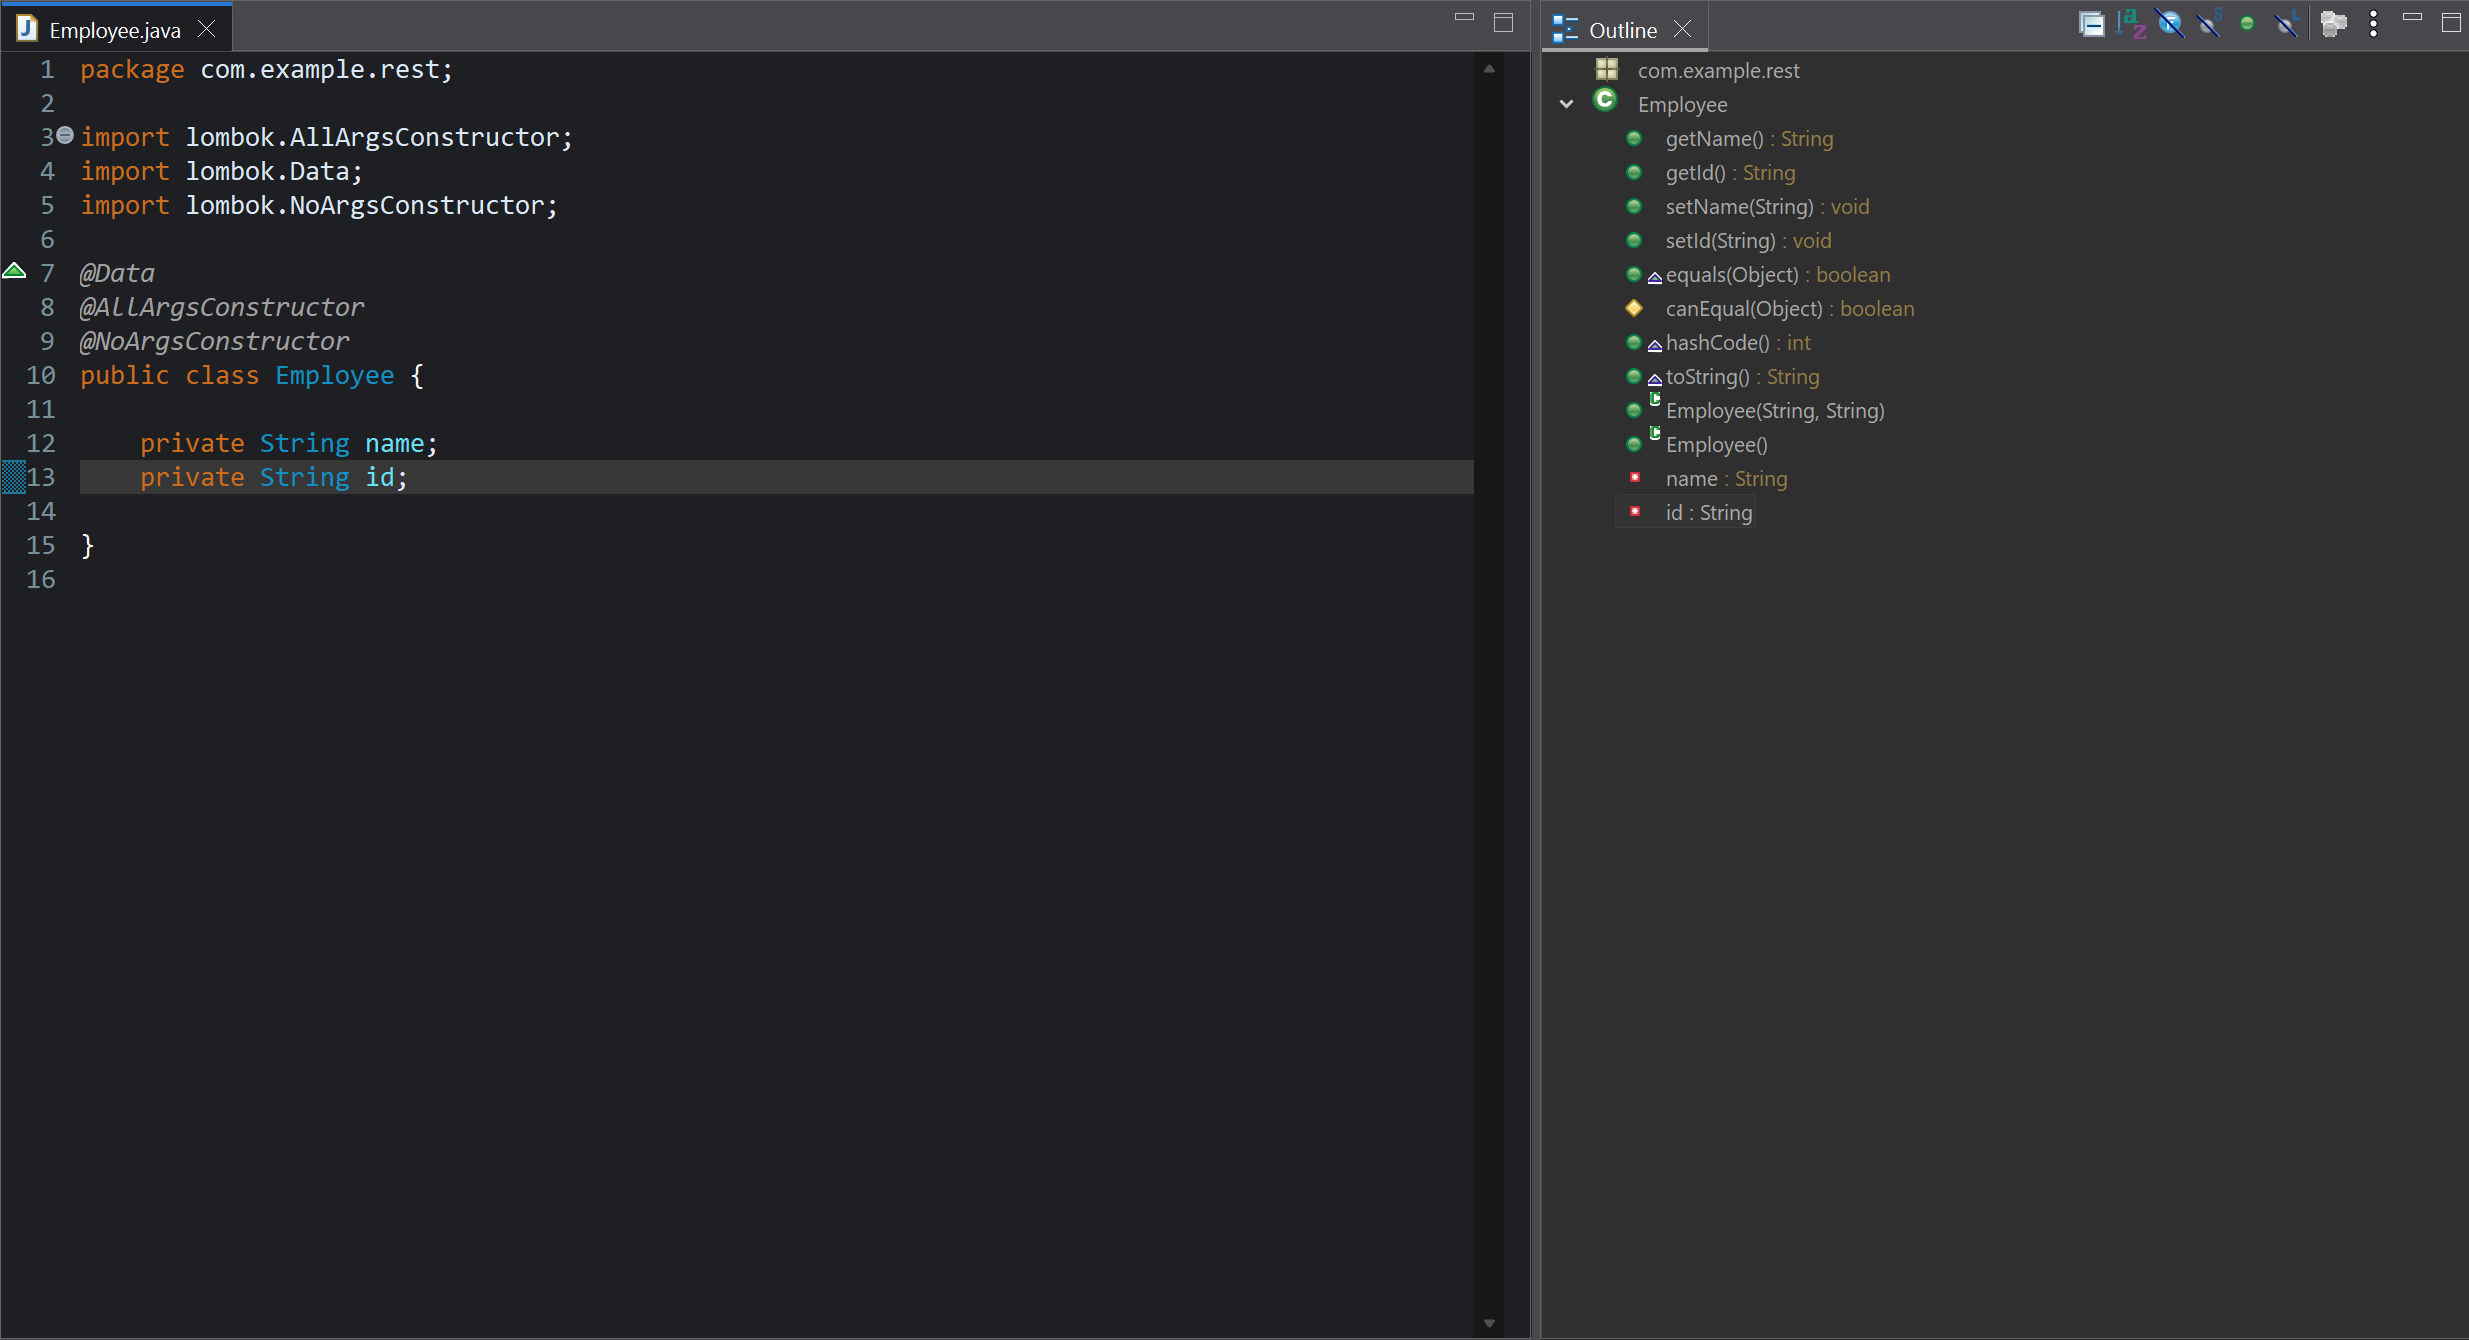 Employee.java
1 package com.example.rest;
2
3 import lombok.AllArgsConstructor;
4 import lombok.Data;
5 import lombok.NoArgsConstructor;
6
7 @Data
8 @AllArgsConstructor
9 @NoArgsConstructor
10 public class Employee {
11
12 private String name;
13 private String id;
14
15 }
16
Outline
com.example.rest
Employee
getName() : String
getId() : String
setName(String) : void
setId(String) : void
equals(Object) : boolean
canEqual(Object) : boolean
hashCode() : int
toString() : String
Employee(String, String)
Employee()
name : String
id : String